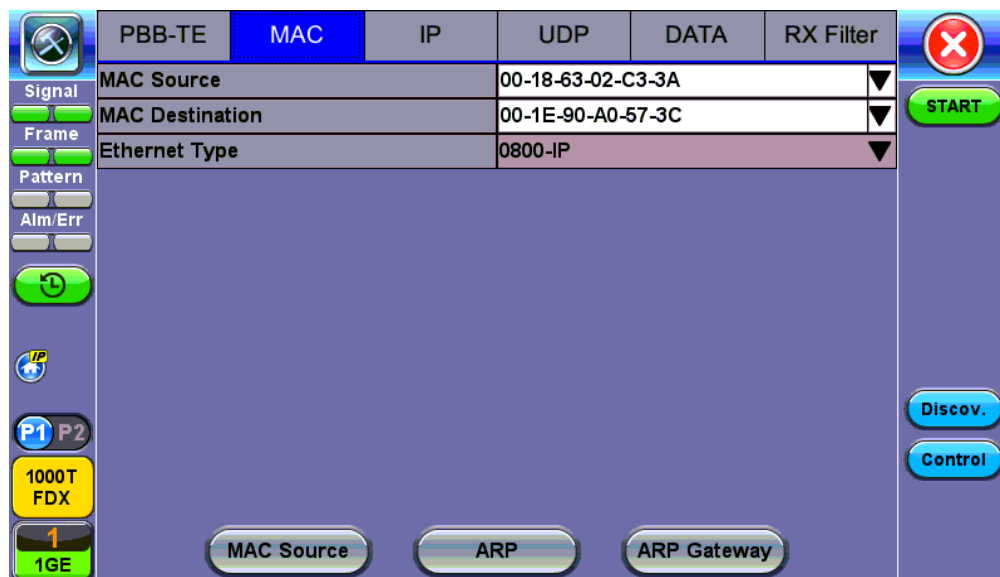 PBB-TE MAC IP UDP DATA RX Filter
MAC Source 00-18-63-02-C3-3A
MAC Destination 00-1E-90-A0-57-3C
Ethernet Type 0800-IP
Signal
Frame
Pattern
Alm/Err
IP
P1 P2
1000T
FDX
1
1GE
MAC Source ARP ARP Gateway
START
Discov.
Control